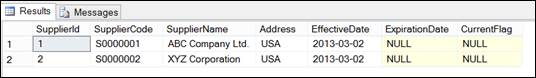 Results Messages
SupplierId SupplierCode SupplierName Address EffectiveDate ExpirationDate CurrentFlag
1 1 S0000001 ABC Company Ltd. USA 2013-03-02 NULL NULL
2 2 S0000002 XYZ Corporation USA 2013-03-02 NULL NULL